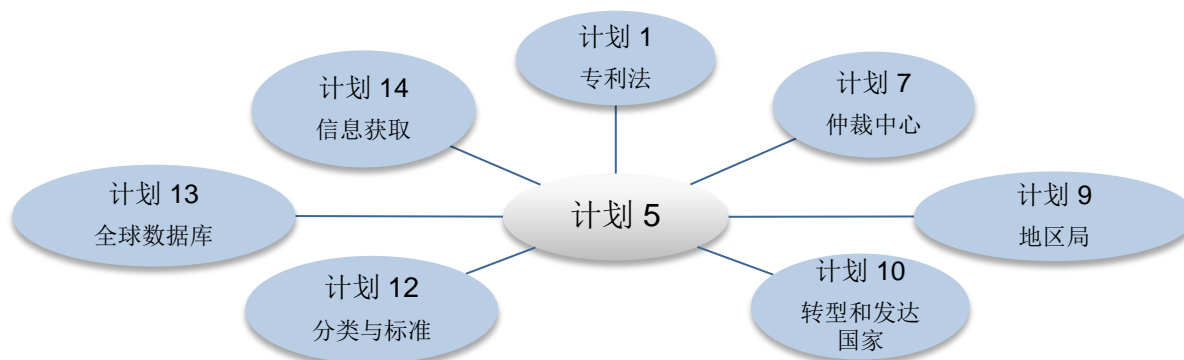 计划 1
专利法
计划 14
信息获取
计划 7
仲裁中心
计划 13
全球数据库
计划 5
计划 9
地区局
计划 12
分类与标准
计划 10
转型和发达
国家